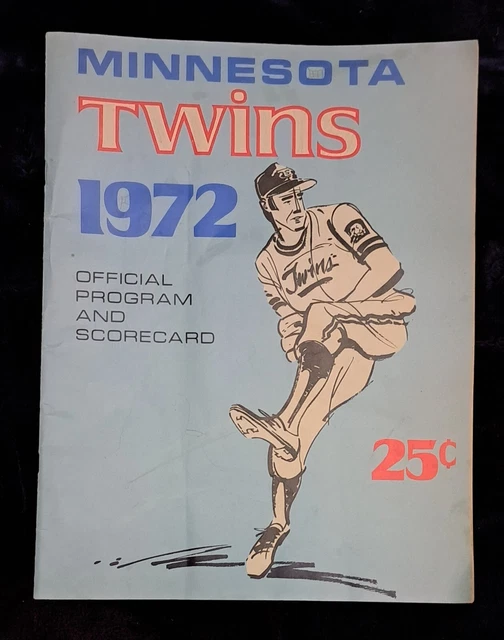 MINNESOTA
Twins
1972
OFFICIAL
PROGRAM
AND
SCORECARD
Twins
25¢